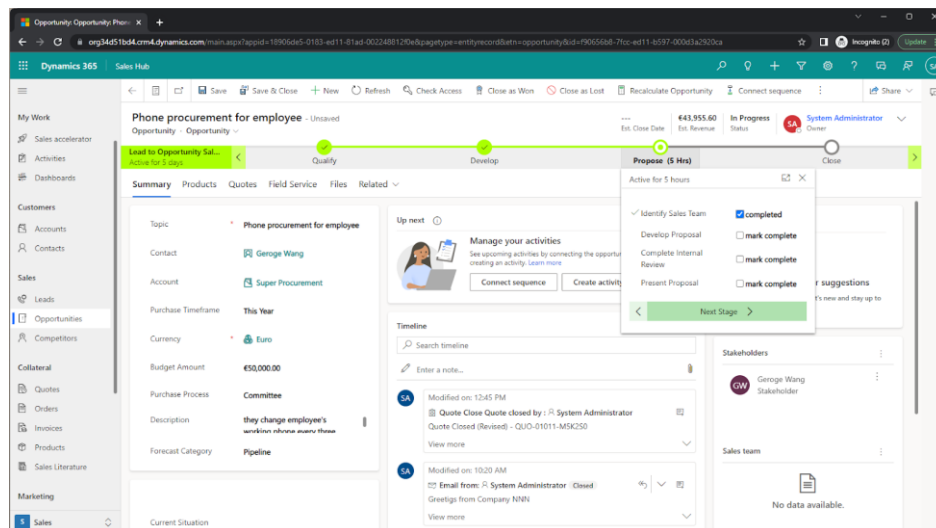 Opportunity: Opportunity: Phon
org34d51bd4.crm4.dynamics.com/main.aspx?appid=18906de5-0183-ed11-81ad-002248812f0e&pagetype=entityrecord&etn=opportunity&id=f90656b8-7fcc-ed11-b597-000d3a2920ca
Incognito (2)
Update
Dynamics 365
Sales Hub
SA
Save
Save & Close
New
Refresh
Check Access
Close as Won
Close as Lost
Recalculate Opportunity
Connect sequence
Share
Phone procurement for employee - Unsaved
Opportunity · Opportunity
---
Est. Close Date
€43,955.60
Est. Revenue
In Progress
Status
SA
System Administrator
Owner
Lead to Opportunity Sal...
Active for 5 days
Qualify
Develop
Propose (5 Hrs)
Close
Summary
Products
Quotes
Field Service
Files
Related
My Work
Sales accelerator
Activities
Dashboards
Customers
Accounts
Contacts
Sales
Leads
Opportunities
Competitors
Collateral
Quotes
Orders
Invoices
Products
Sales Literature
Marketing
S
Sales
Topic * Phone procurement for employee
Contact Geroge Wang
Account Super Procurement
Purchase Timeframe This Year
Currency * Euro
Budget Amount €50,000.00
Purchase Process Committee
Description they change employee's
working phone every three
Forecast Category Pipeline
Current Situation
Up next
Manage your activities
See upcoming activities by connecting the opportu
creating an activity. Learn more
Connect sequence
Create activity
Timeline
Search timeline
Enter a note...
SA
Modified on: 12:45 PM
Quote Close Quote closed by : System Administrator
Quote Closed (Revised) - QUO-01011-M5K2S0
View more
SA
Modified on: 10:20 AM
Email from: System Administrator Closed
Greetigs from Company NNN
View more
Active for 5 hours
Identify Sales Team completed
Develop Proposal mark complete
Complete Internal
Review mark complete
Present Proposal mark complete
Next Stage
r suggestions
t's new and stay up to
Stakeholders
GW
Geroge Wang
Stakeholder
Sales team
No data available.